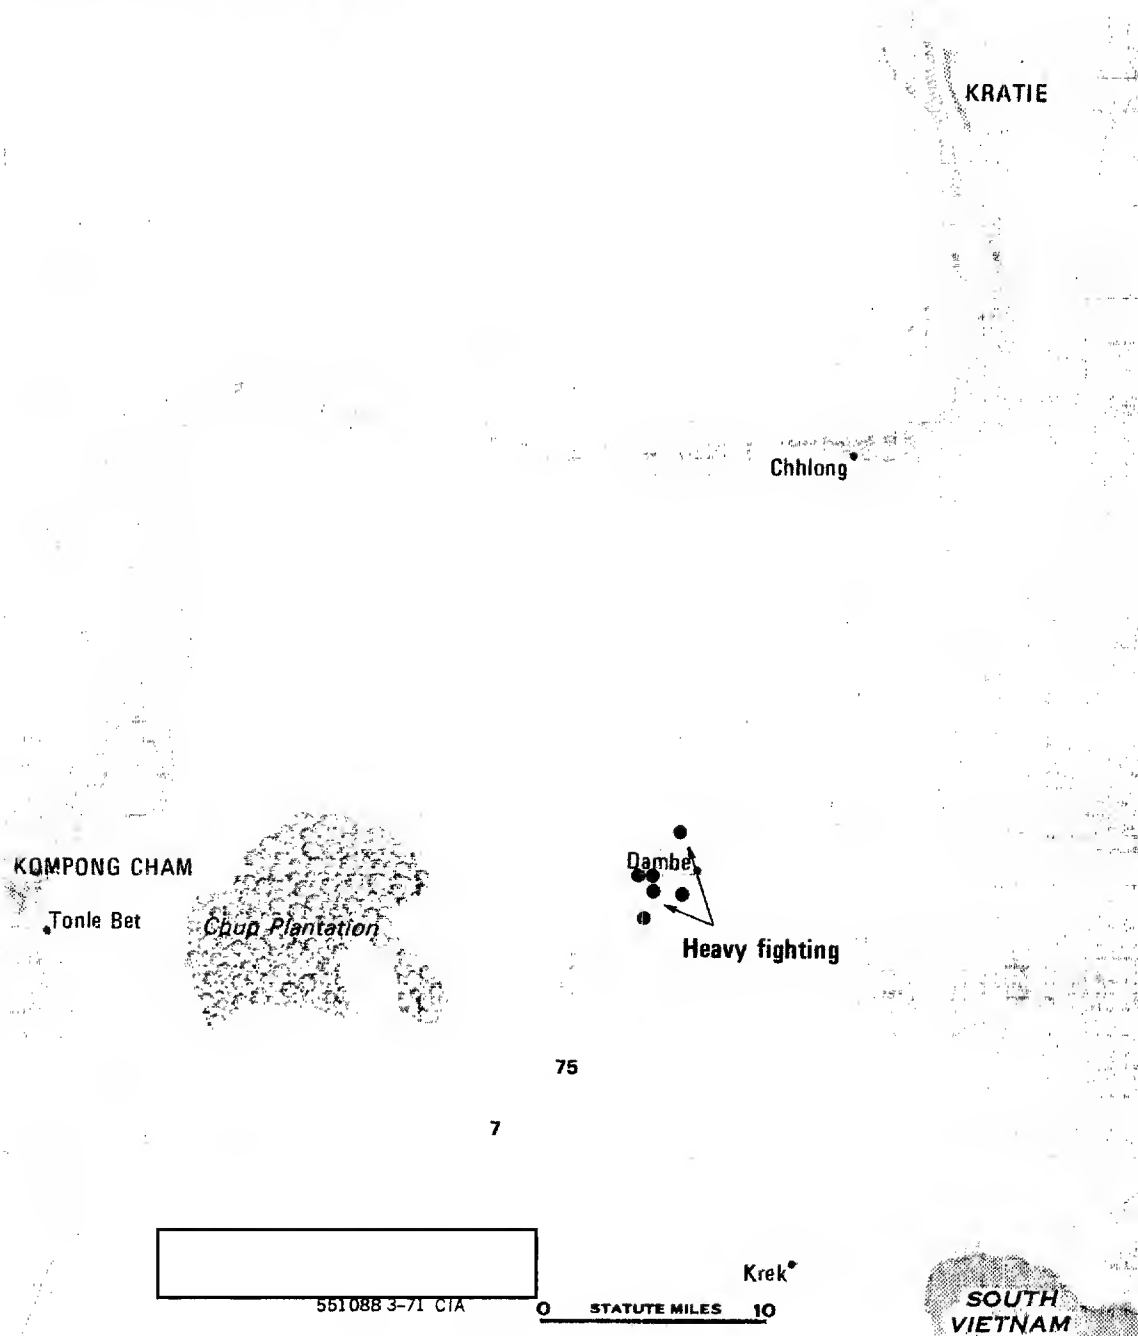 KRATIE
Chhlong
Dambe
KOMPONG CHAM
Tonle Bet
Chup Plantation
Heavy fighting
75
7
Krek
551088 3-71 CIA
0 STATUTE MILES 10
SOUTH
VIETNAM